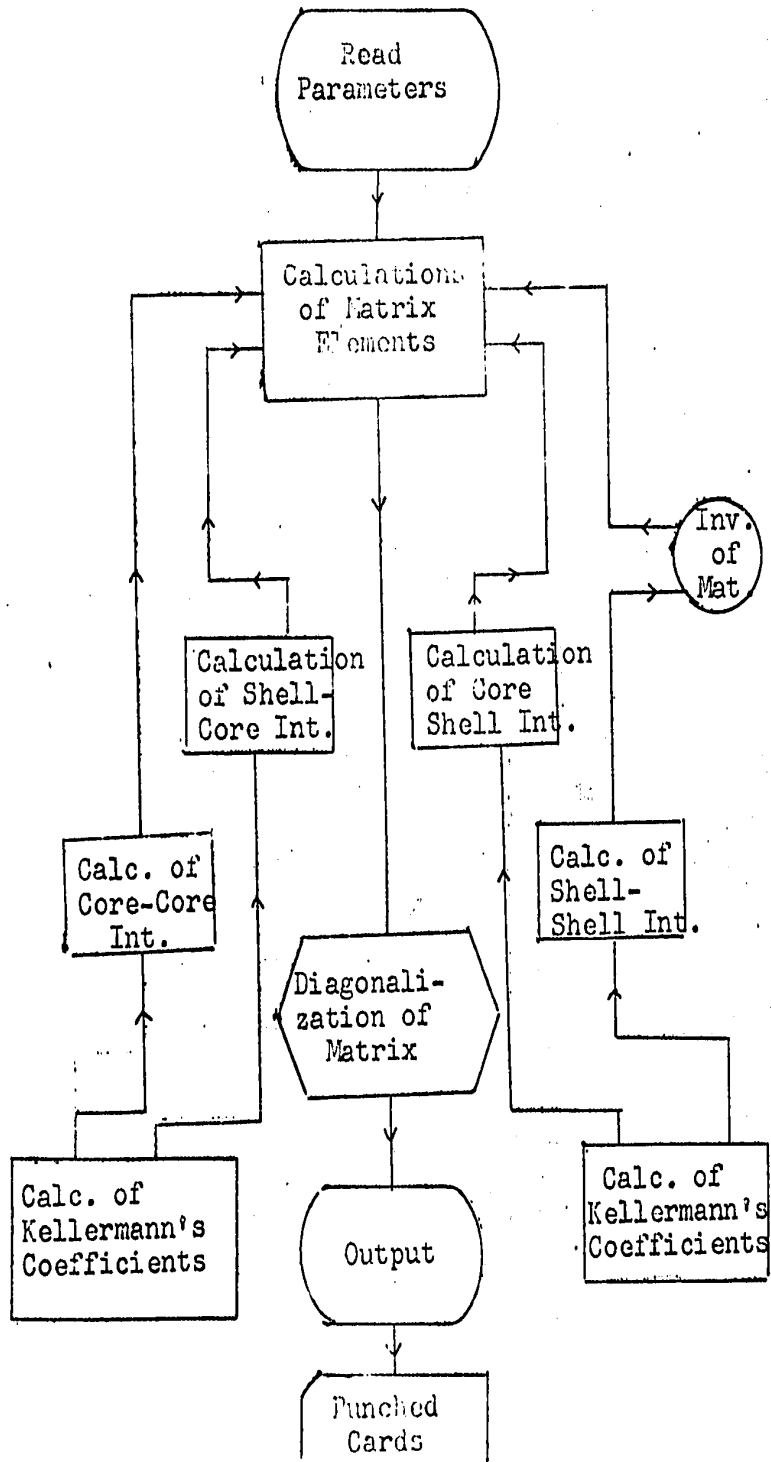 Read
Parameters
Calculations
of Matrix
Elements
Inv.
of
Mat
Calculation
of Shell-
Core Int.
Calculation
of Core
Shell Int.
Calc. of
Core-Core
Int.
Calc. of
Shell-
Shell Int.
Diagonali-
zation of
Matrix
Calc. of
Kellermann's
Coefficients
Calc. of
Kellermann's
Coefficients
Output
Punched
Cards